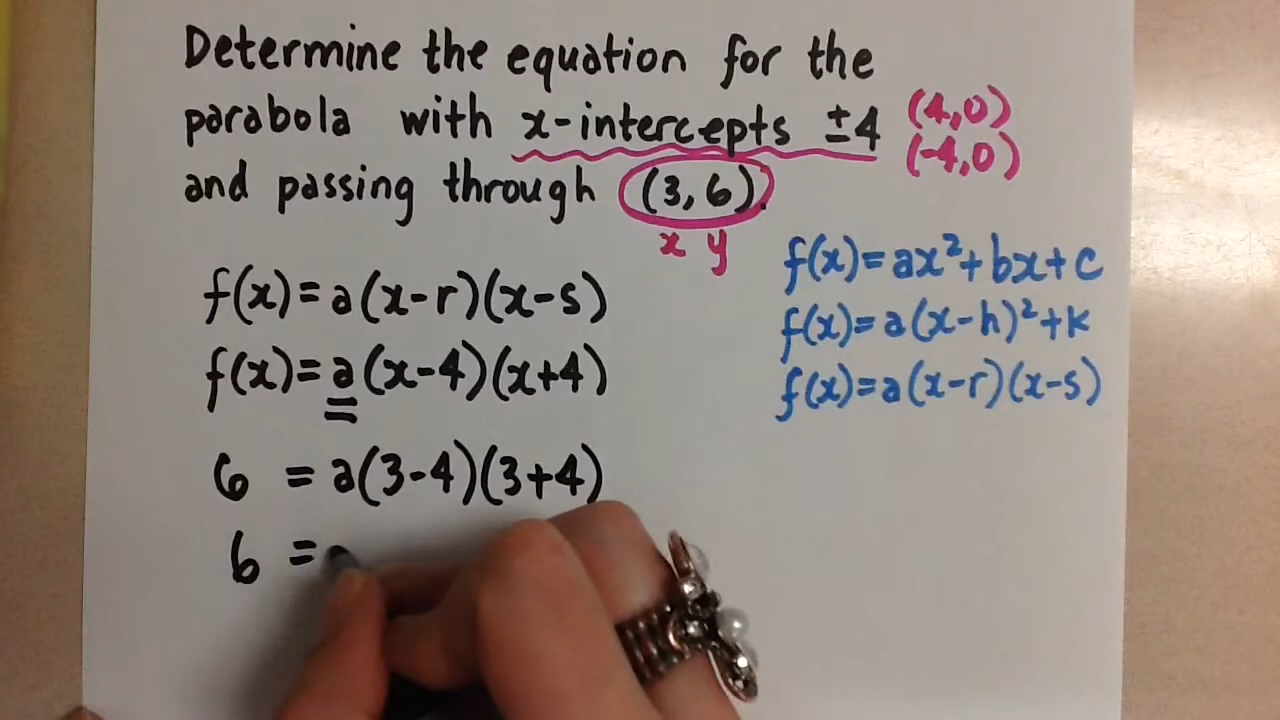 Determine the equation for the
parabola with x-intercepts ±4 (4,0)
(-4,0)
and passing through (3,6).
x y
f(x)=ax²+bx+c
f(x)=a(x-h)²+k
f(x)=a(x-r)(x-s)
f(x)=a(x-r)(x-s)
f(x)=a(x-4)(x+4)
6 =a(3-4)(3+4)
6 =